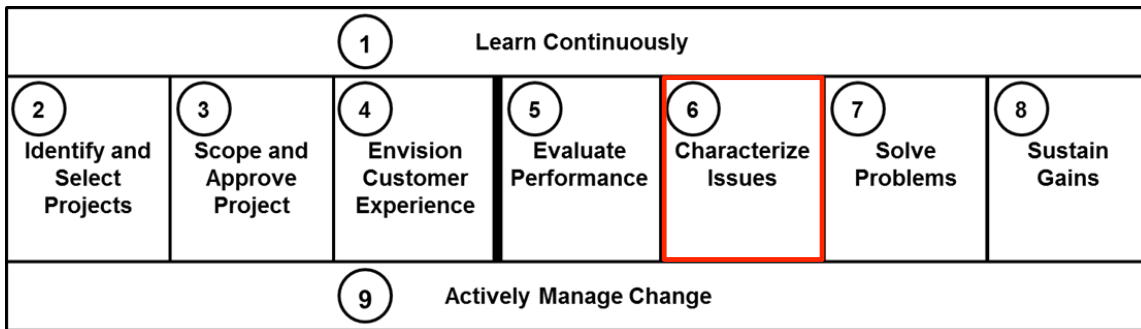 1 Learn Continuously
2 Identify and Select Projects
3 Scope and Approve Project
4 Envision Customer Experience
5 Evaluate Performance
6 Characterize Issues
7 Solve Problems
8 Sustain Gains
9 Actively Manage Change